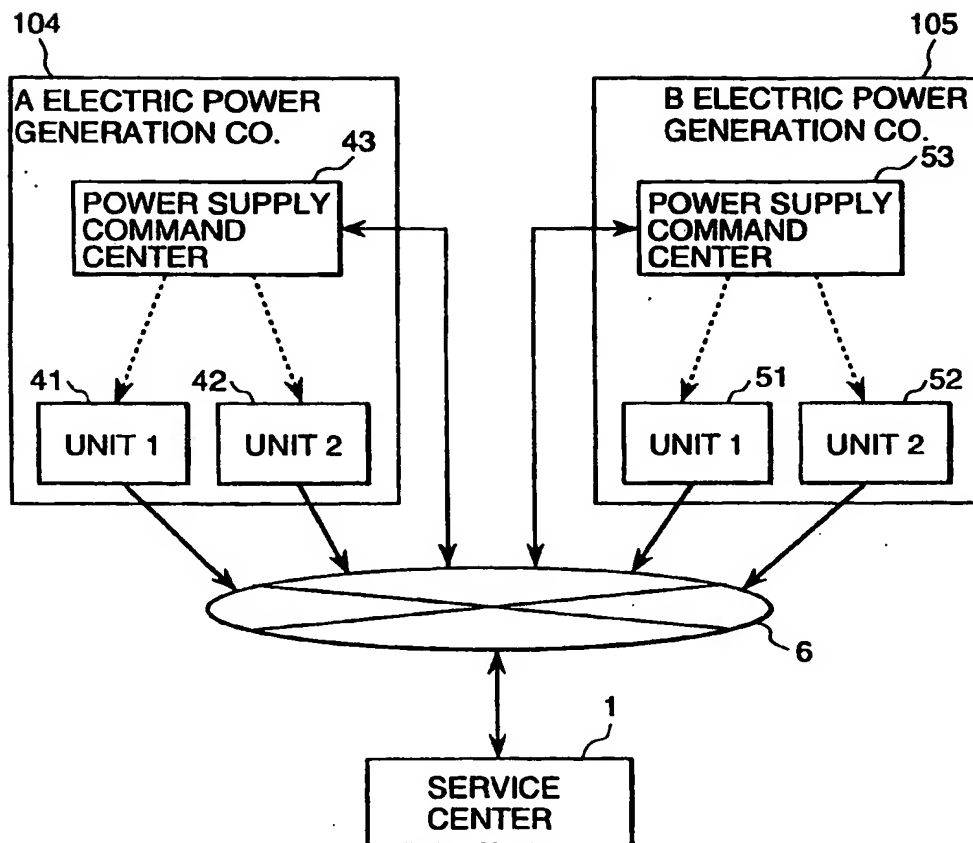 104
105
A ELECTRIC POWER
GENERATION CO.
B ELECTRIC POWER
GENERATION CO.
43
53
POWER SUPPLY
COMMAND
CENTER
POWER SUPPLY
COMMAND
CENTER
41
42
51
52
UNIT 1
UNIT 2
UNIT 1
UNIT 2
6
1
SERVICE
CENTER